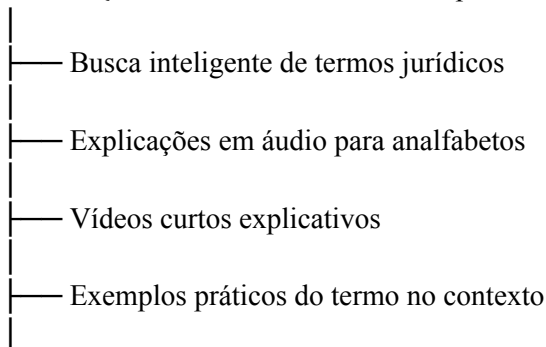 Busca inteligente de termos jurídicos
Explicações em áudio para analfabetos
Vídeos curtos explicativos
Exemplos práticos do termo no contexto